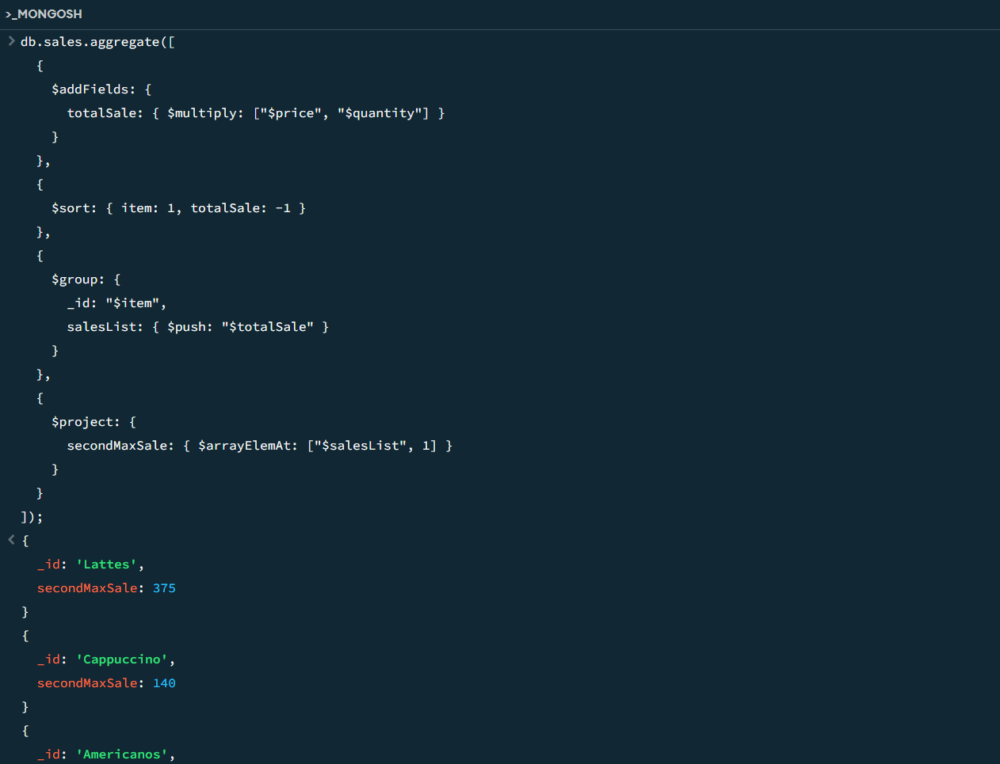 >_MONGOSH
> db.sales.aggregate([
{
$addFields: {
totalSale: { $multiply: ["$price", "$quantity"] }
}
},
{
$sort: { item: 1, totalSale: -1 }
},
{
$group: {
_id: "$item",
salesList: { $push: "$totalSale" }
}
},
{
$project: {
secondMaxSale: { $arrayElemAt: ["$salesList", 1] }
}
}
]);
< {
_id: 'Lattes',
secondMaxSale: 375
}
{
_id: 'Cappuccino',
secondMaxSale: 140
}
{
_id: 'Americanos',